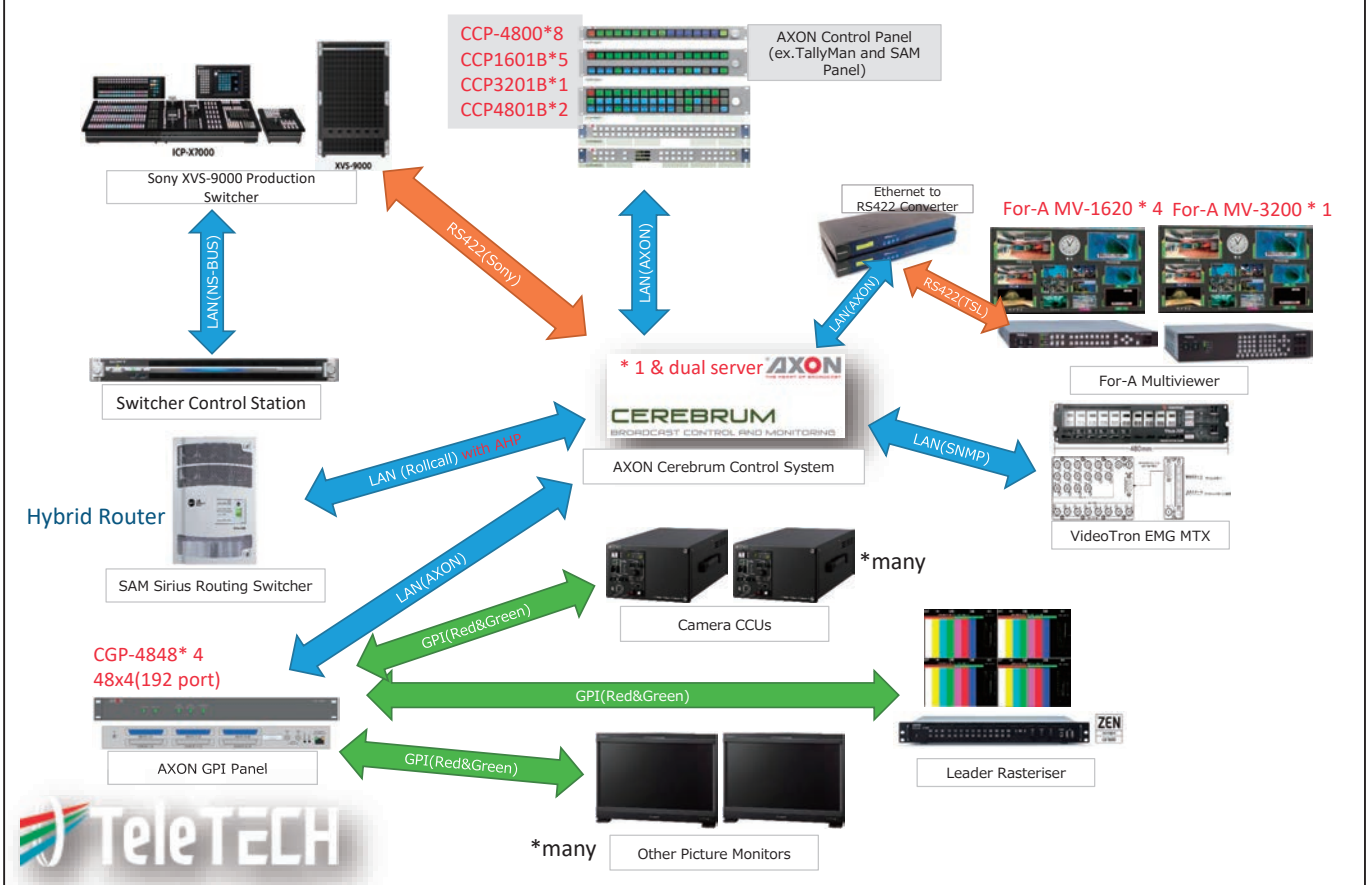 CCP-4800*8
CCP1601B*5
CCP3201B*1
CCP4801B*2
AXON Control Panel
(ex.TallyMan and SAM
Panel)
ICP-X7000
XVS-9000
Sony XVS-9000 Production
Switcher
Ethernet to
RS422 Converter
For-A MV-1620 * 4
For-A MV-3200 * 1
LAN(NS-BUS)
RS422(Sony)
LAN(AXON)
LAN(AXON)
RS422(TSL)
Switcher Control Station
* 1 & dual server
AXON
THE HEART OF BROADCAST
CEREBRUM
BROADCAST CONTROL AND MONITORING
AXON Cerebrum Control System
For-A Multiviewer
LAN (Rollcall) with AHP
LAN(SNMP)
480mm
VideoTron EMG MTX
Hybrid Router
SAM Sirius Routing Switcher
LAN(AXON)
*many
Camera CCUs
GPI(Red&Green)
CGP-4848* 4
48x4(192 port)
GPI(Red&Green)
ZEN
AXON GPI Panel
GPI(Red&Green)
Leader Rasteriser
TeleTECH
*many
Other Picture Monitors